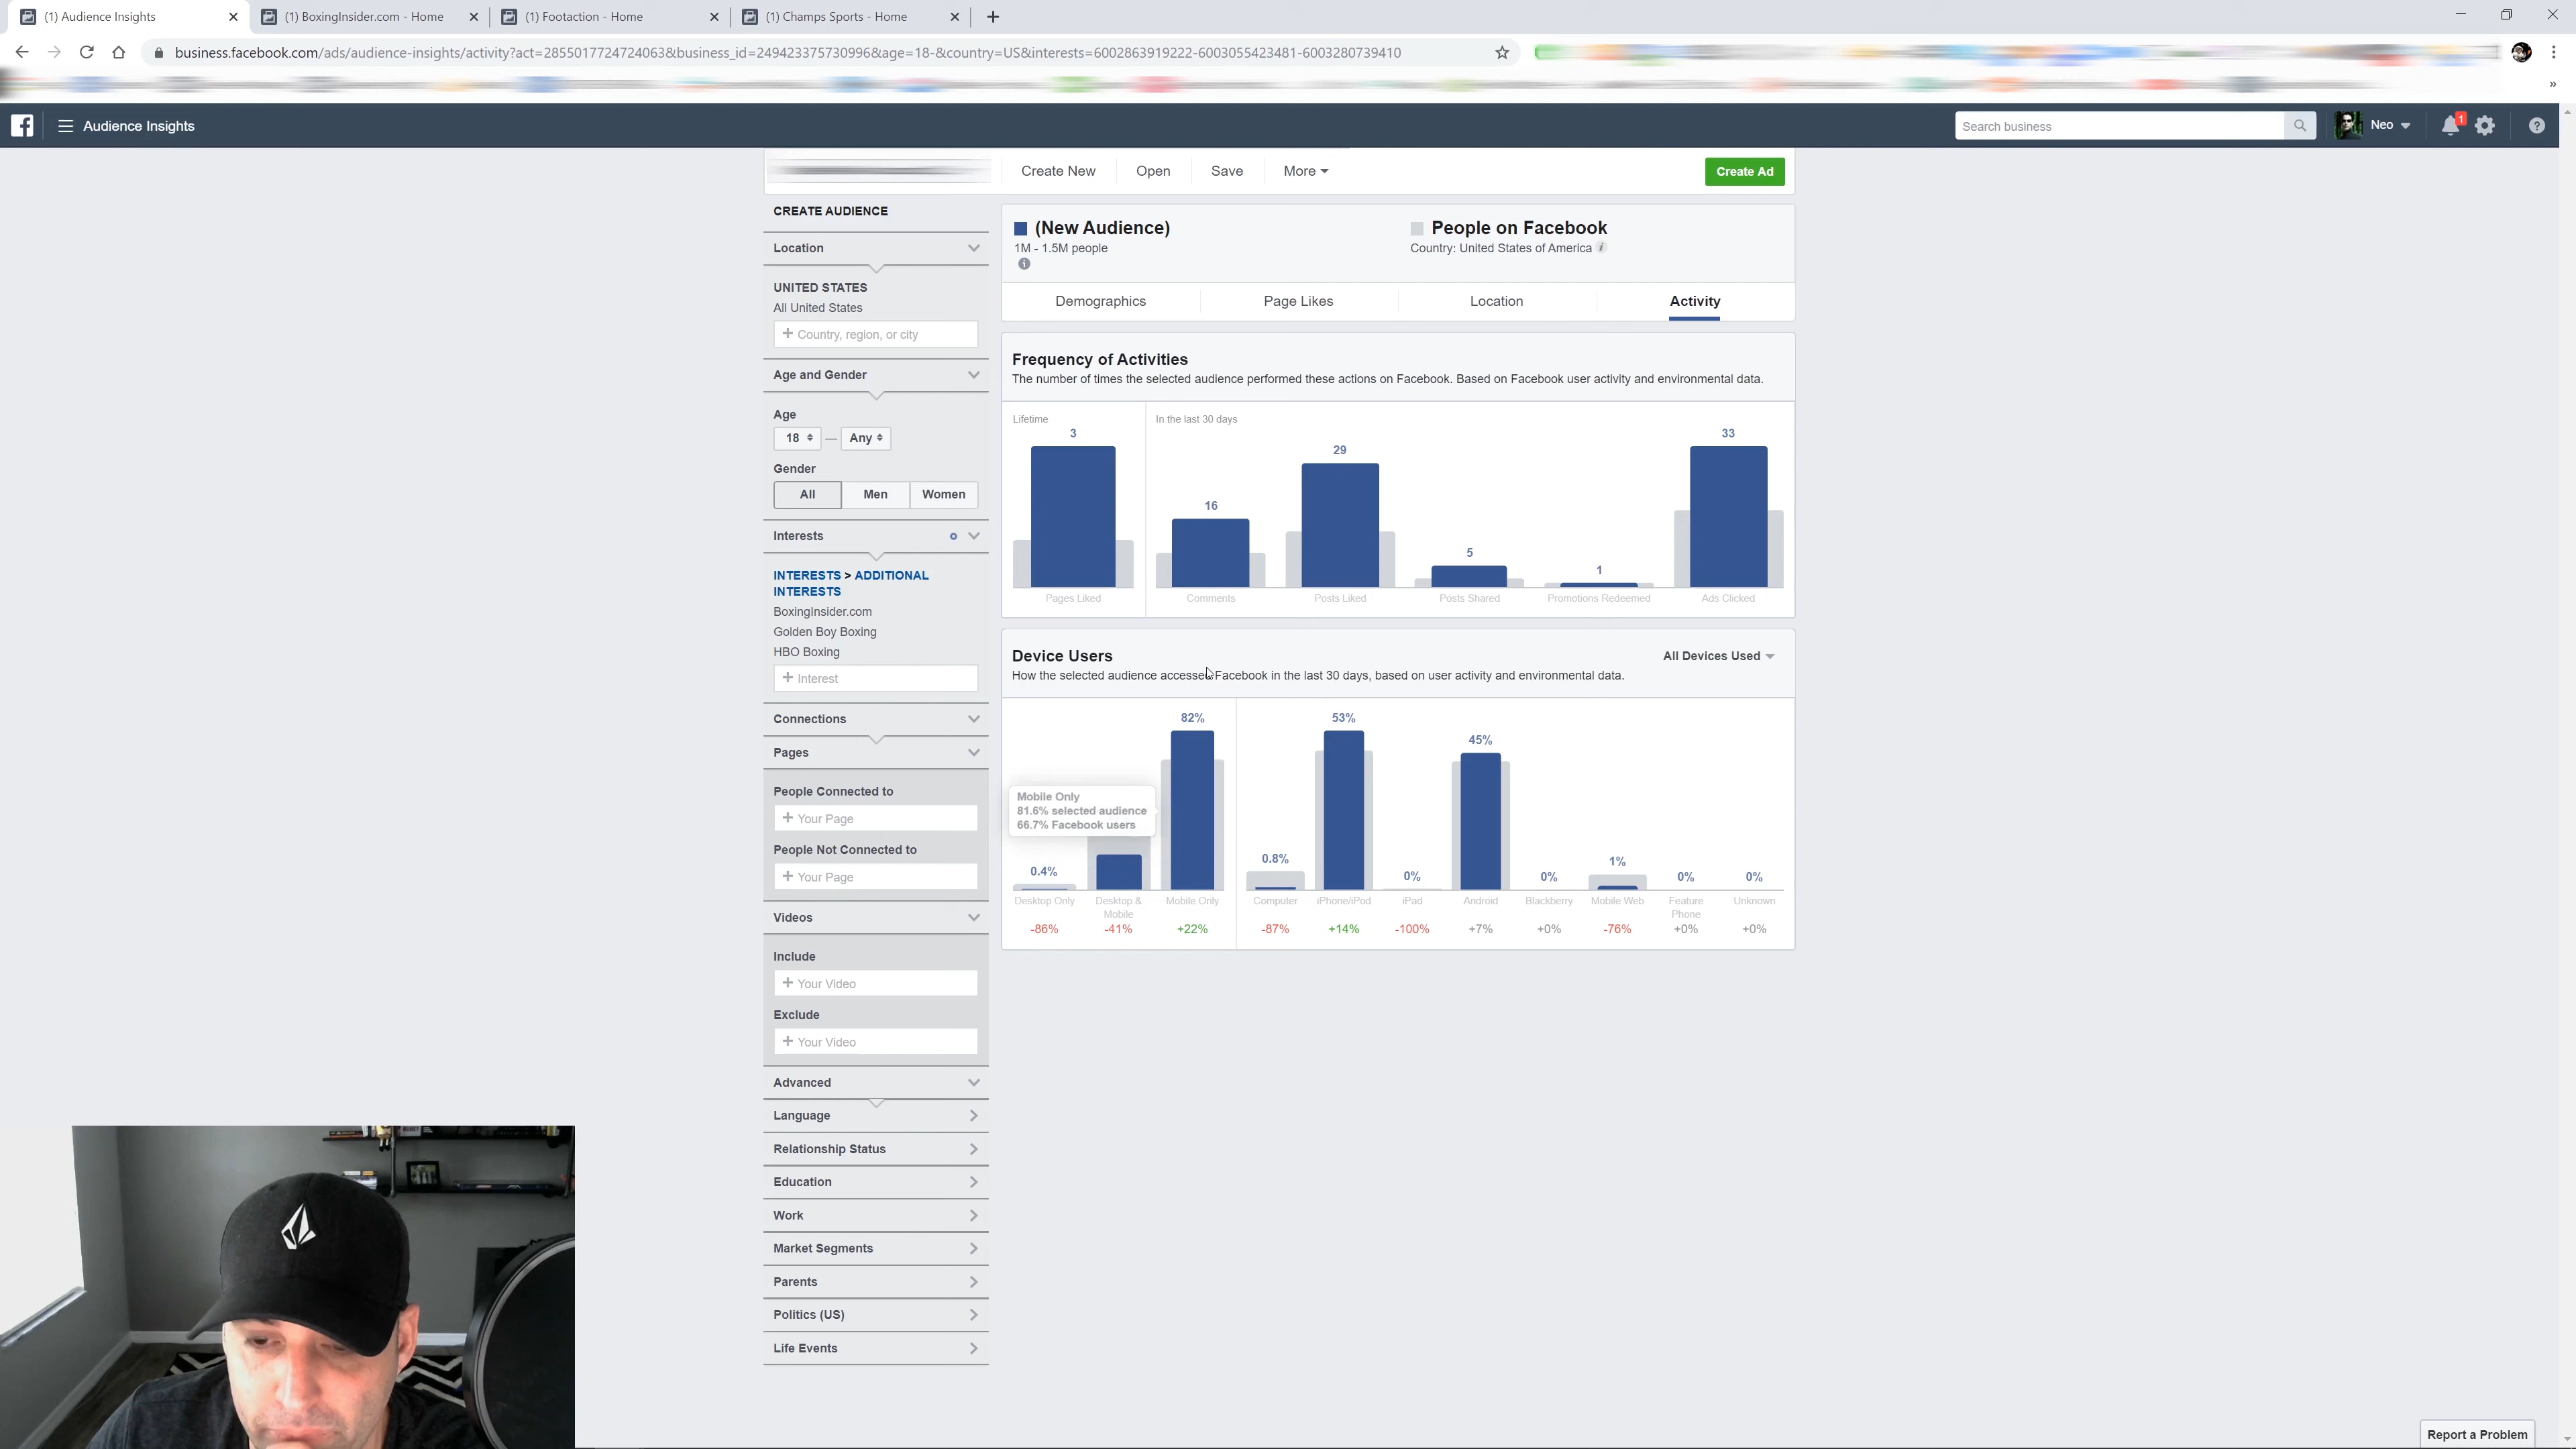 (1) Audience Insights
(1) BoxingInsider.com - Home
(1) Footaction - Home
(1) Champs Sports - Home
business.facebook.com/ads/audience-insights/activity?act=2855017724724063&business_id=249423375730996&age=18-&country=US&interests=6002863919222-6003055423481-6003280739410
Audience Insights
Search business
Neo
1
Create New
Open
Save
More
Create Ad
CREATE AUDIENCE
Location
UNITED STATES
All United States
+ Country, region, or city
Age and Gender
Age
18 — Any
Gender
All Men Women
Interests
INTERESTS > ADDITIONAL
INTERESTS
BoxingInsider.com
Golden Boy Boxing
HBO Boxing
+ Interest
Connections
Pages
People Connected to
+ Your Page
People Not Connected to
+ Your Page
Videos
Include
+ Your Video
Exclude
+ Your Video
Advanced
Language
Relationship Status
Education
Work
Market Segments
Parents
Politics (US)
Life Events
(New Audience)
1M - 1.5M people
People on Facebook
Country: United States of America
Demographics
Page Likes
Location
Activity
Frequency of Activities
The number of times the selected audience performed these actions on Facebook. Based on Facebook user activity and environmental data.
Lifetime
In the last 30 days
3
16
29
5
1
33
Pages Liked
Comments
Posts Liked
Posts Shared
Promotions Redeemed
Ads Clicked
Device Users
All Devices Used
How the selected audience accessed Facebook in the last 30 days, based on user activity and environmental data.
82%
53%
45%
Mobile Only
81.6% selected audience
66.7% Facebook users
0.4%
0.8%
0%
0%
1%
0%
0%
Desktop Only
Desktop &
Mobile
Mobile Only
Computer
iPhone/iPod
iPad
Android
Blackberry
Mobile Web
Feature
Phone
Unknown
-86%
-41%
+22%
-87%
+14%
-100%
+7%
+0%
-76%
+0%
+0%
Report a Problem